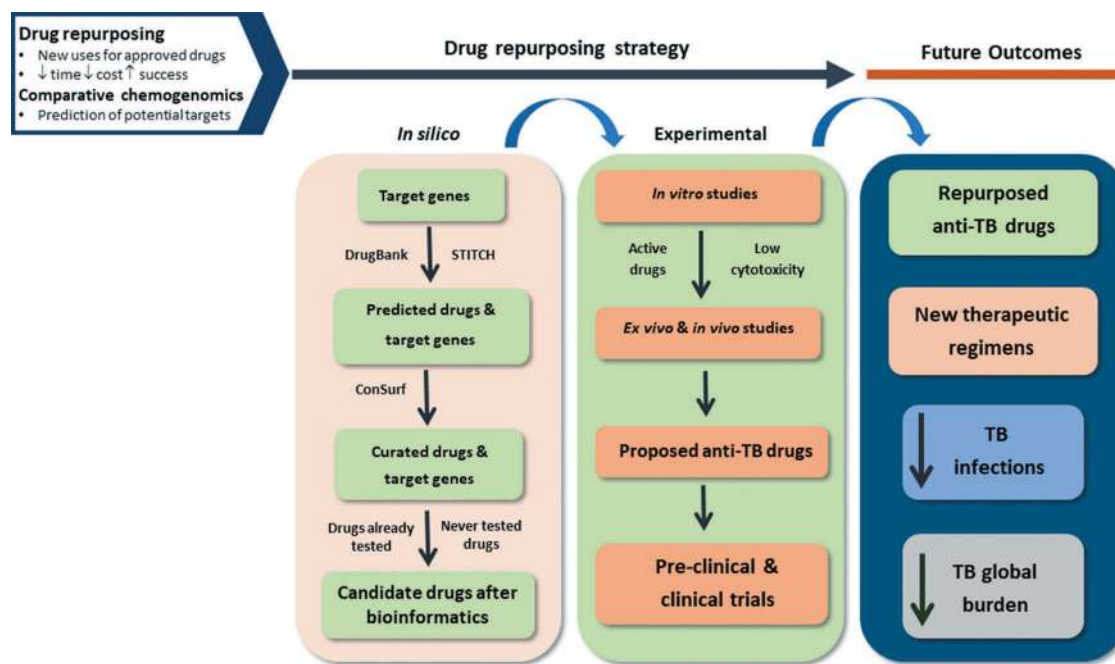 Drug repurposing
• New uses for approved drugs
• ↓ time ↓ cost ↑ success
Comparative chemogenomics
• Prediction of potential targets
Drug repurposing strategy
Future Outcomes
In silico
Target genes
DrugBank STITCH
Predicted drugs &
target genes
ConSurf
Curated drugs &
target genes
Drugs already
tested
Never tested
drugs
Candidate drugs after
bioinformatics
Experimental
In vitro studies
Active
drugs
Low
cytotoxicity
Ex vivo & in vivo studies
Proposed anti-TB drugs
Pre-clinical &
clinical trials
Repurposed
anti-TB drugs
New therapeutic
regimens
TB
infections
TB global
burden